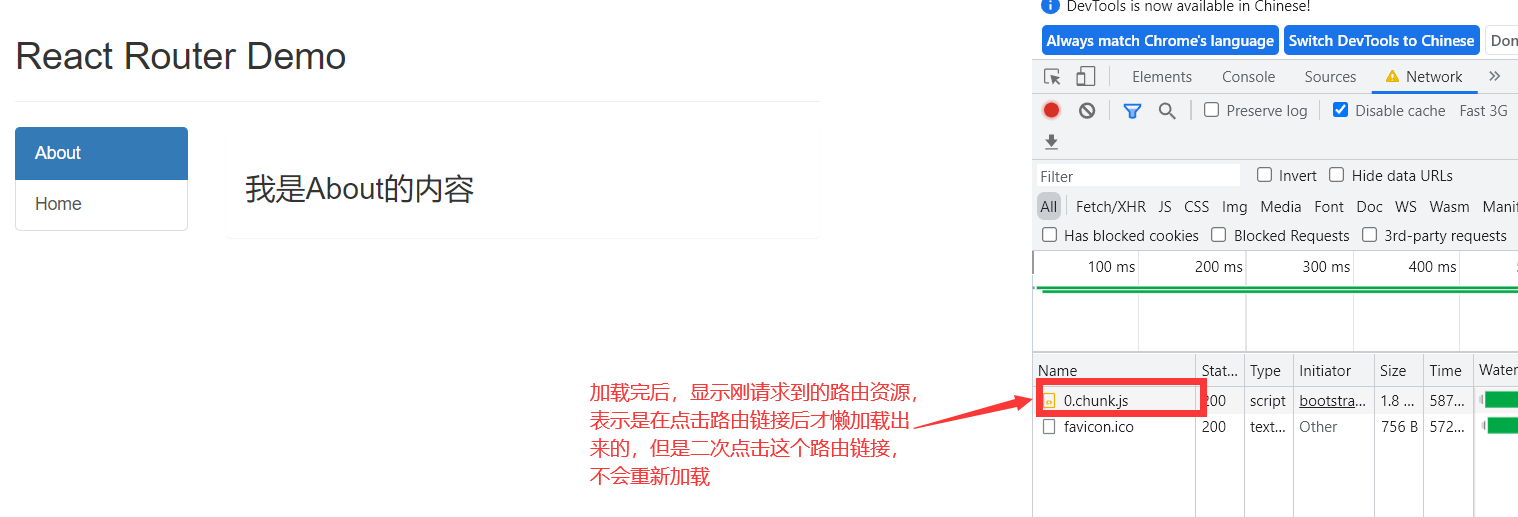 DevTools is now available in Chinese!
Always match Chrome's language Switch DevTools to Chinese Don
React Router Demo
Elements Console Sources Network
Preserve log Disable cache Fast 3G
About
Home
我是About的内容
Filter Invert Hide data URLs
All Fetch/XHR JS CSS Img Media Font Doc WS Wasm Manif
Has blocked cookies Blocked Requests 3rd-party requests
100 ms 200 ms 300 ms 400 ms
Name Stat... Type Initiator Size Time Water
0.chunk.js 200 script bootstra... 1.8 ... 587...
favicon.ico 200 text... Other 756 B 572...
加载完后，显示刚请求到的路由资源，
表示是在点击路由链接后才懒加载出
来的，但是二次点击这个路由链接，
不会重新加载